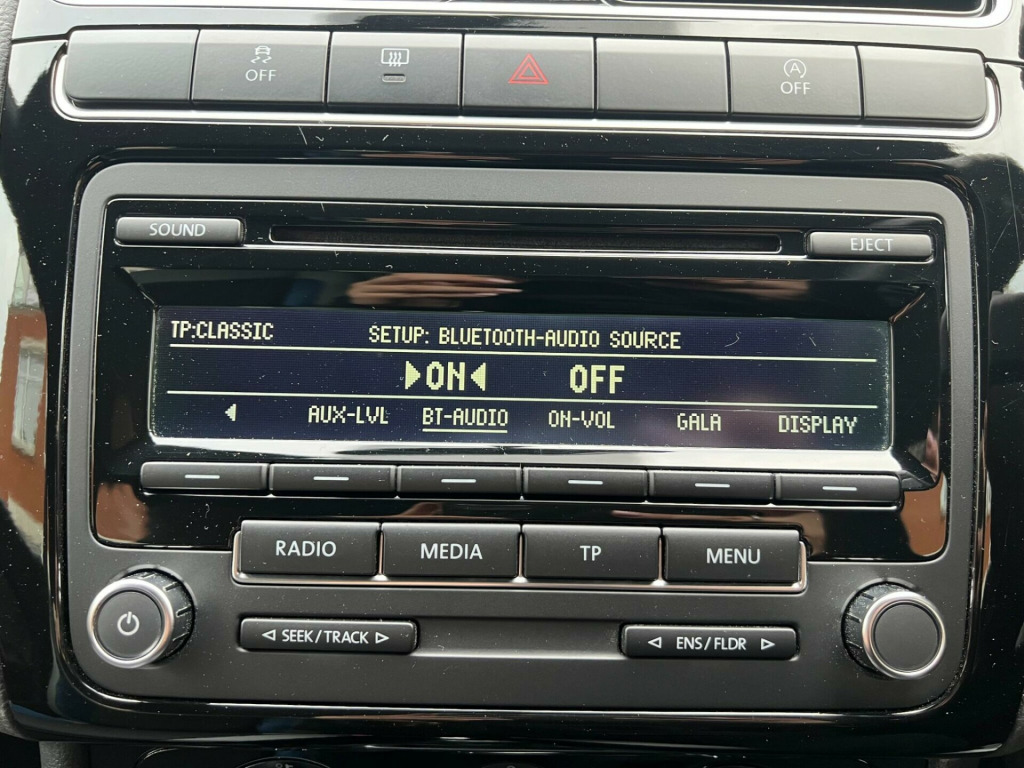 OFF
A
OFF
SOUND
EJECT
TP:CLASSIC SETUP: BLUETOOTH-AUDIO SOURCE
ON OFF
AUX-LVL BT-AUDIO ON-VOL GALA DISPLAY
RADIO MEDIA TP MENU
SEEK/TRACK ENS/FLDR